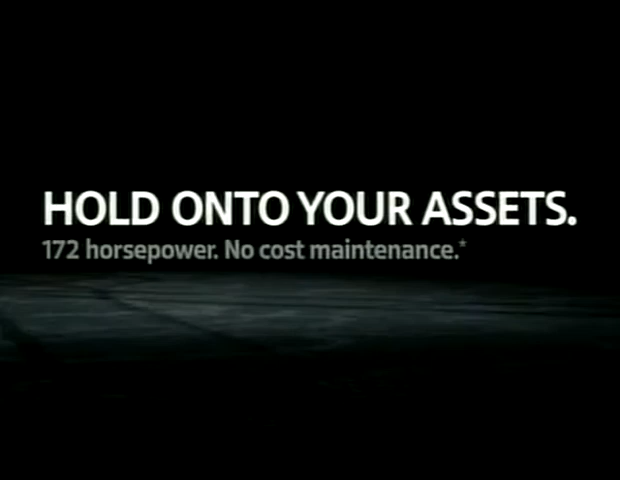 HOLD ONTO YOUR ASSETS.
172 horsepower. No cost maintenance.*